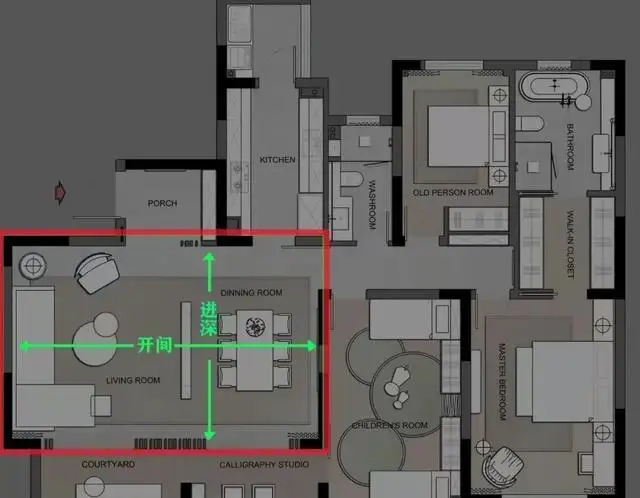 KITCHEN
BATHROOM
OLD PERSON ROOM
WASHROOM
PORCH
WALK-IN CLOSET
DINNING ROOM
进深
开间
LIVING ROOM
MASTER BEDROOM
CHILDREN'S ROOM
COURTYARD
CALLIGRAPHY STUDIO